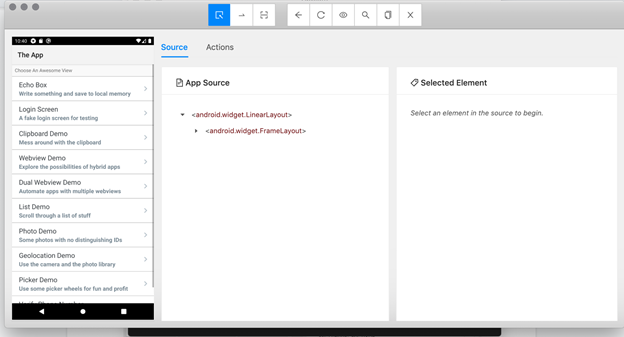 10:40
The App
Choose An Awesome View
Echo Box
Write something and save to local memory
Login Screen
A fake login screen for testing
Clipboard Demo
Mess around with the clipboard
Webview Demo
Explore the possibilities of hybrid apps
Dual Webview Demo
Automate apps with multiple webviews
List Demo
Scroll through a list of stuff
Photo Demo
Some photos with no distinguishing IDs
Geolocation Demo
Use the camera and the photo library
Picker Demo
Use some picker wheels for fun and profit
Source Actions
App Source
<android.widget.LinearLayout>
<android.widget.FrameLayout>
Selected Element
Select an element in the source to begin.